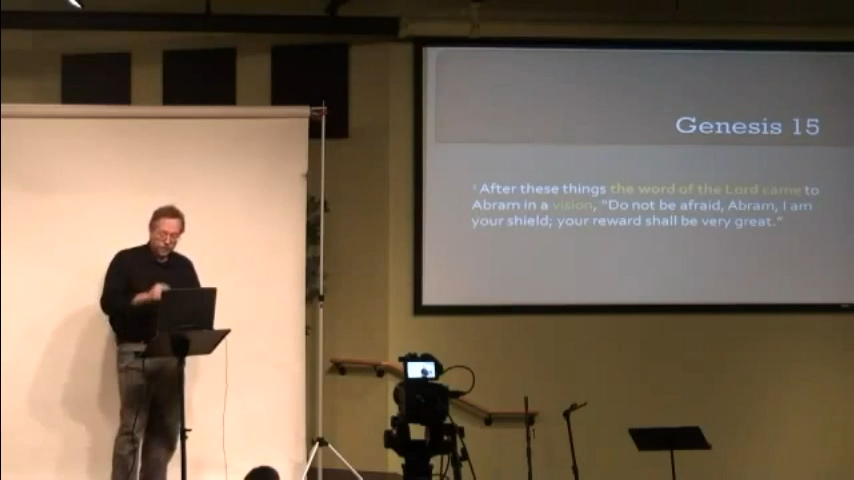 Genesis 15
¹ After these things the word of the Lord came to
Abram in a vision, "Do not be afraid, Abram, I am
your shield; your reward shall be very great."